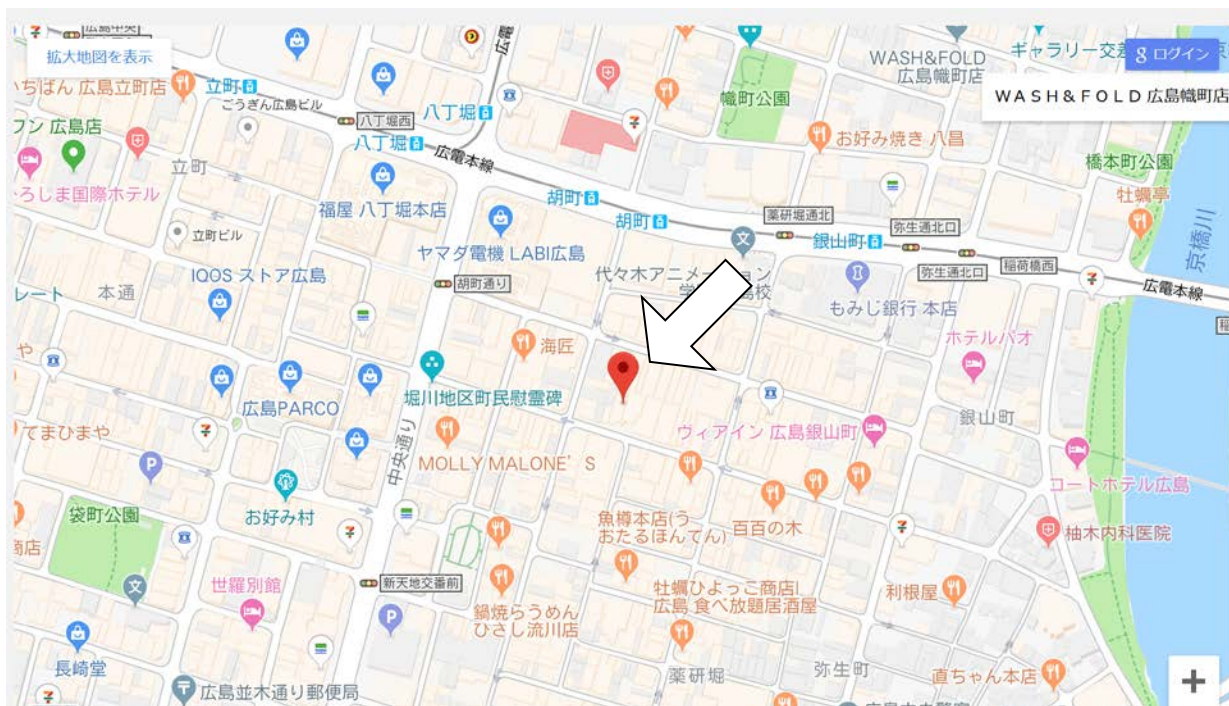 広島中央
拡大地図を表示
WASH&FOLD
広島幟町店
ギャラリー交差
ログイン
WASH&FOLD 広島幟町店
いちばん 広島立町店
立町
ごうぎん広島ビル
八丁堀西
八丁堀
八丁堀
広電本線
幟町公園
お好み焼き 八昌
橋本町公園
フン 広島店
ろしま国際ホテル
立町
福屋 八丁堀本店
胡町
胡町
薬研堀通北
弥生通北口
牡蠣亭
京橋川
立町ビル
ヤマダ電機 LABI広島
銀山町
弥生通北口
稲荷橋西
IQOS ストア広島
胡町通り
代々木アニメーション
もみじ銀行 本店
広電本線
レート
本通
海匠
ホテルパオ
広島PARCO
堀川地区町民慰霊碑
てまひまや
中央通り
MOLLY MALONE'S
ヴィアイン 広島銀山町
銀山町
コートホテル広島
袋町公園
お好み村
魚樽本店(う
おたるほんてん)
百百の木
柚木内科医院
商店
世羅別館
新天地交番前
鍋焼らうめん
ひさし流川店
牡蠣ひよっこ商店|
広島 食べ放題居酒屋
利根屋
長崎堂
広島並木通り郵便局
薬研堀
弥生町
直ちゃん本店